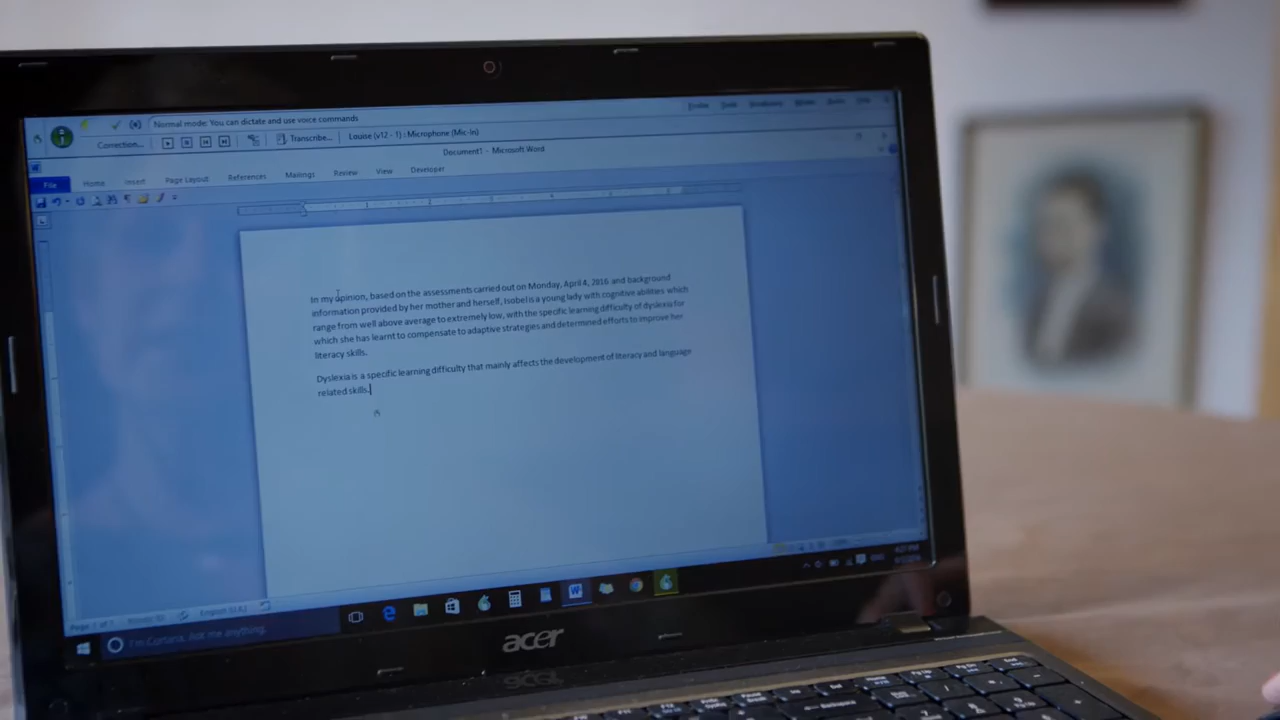 Normal mode: You can dictate and use voice commands
Correction... Transcribe... Louise (v12 - 1) : Microphone (Mic-in)
Document1 - Microsoft Word
File Home Insert Page Layout References Mailings Review View Developer
In my opinion, based on the assessments carried out on Monday, April 4, 2016 and background
information provided by her mother and herself, Isobel is a young lady with cognitive abilities which
range from well above average to extremely low, with the specific learning difficulty of dyslexia for
which she has learnt to compensate to adaptive strategies and determined efforts to improve her
literacy skills.
Dyslexia is a specific learning difficulty that mainly affects the development of literacy and language
related skills.
I'm Cortana. Ask me anything.
acer